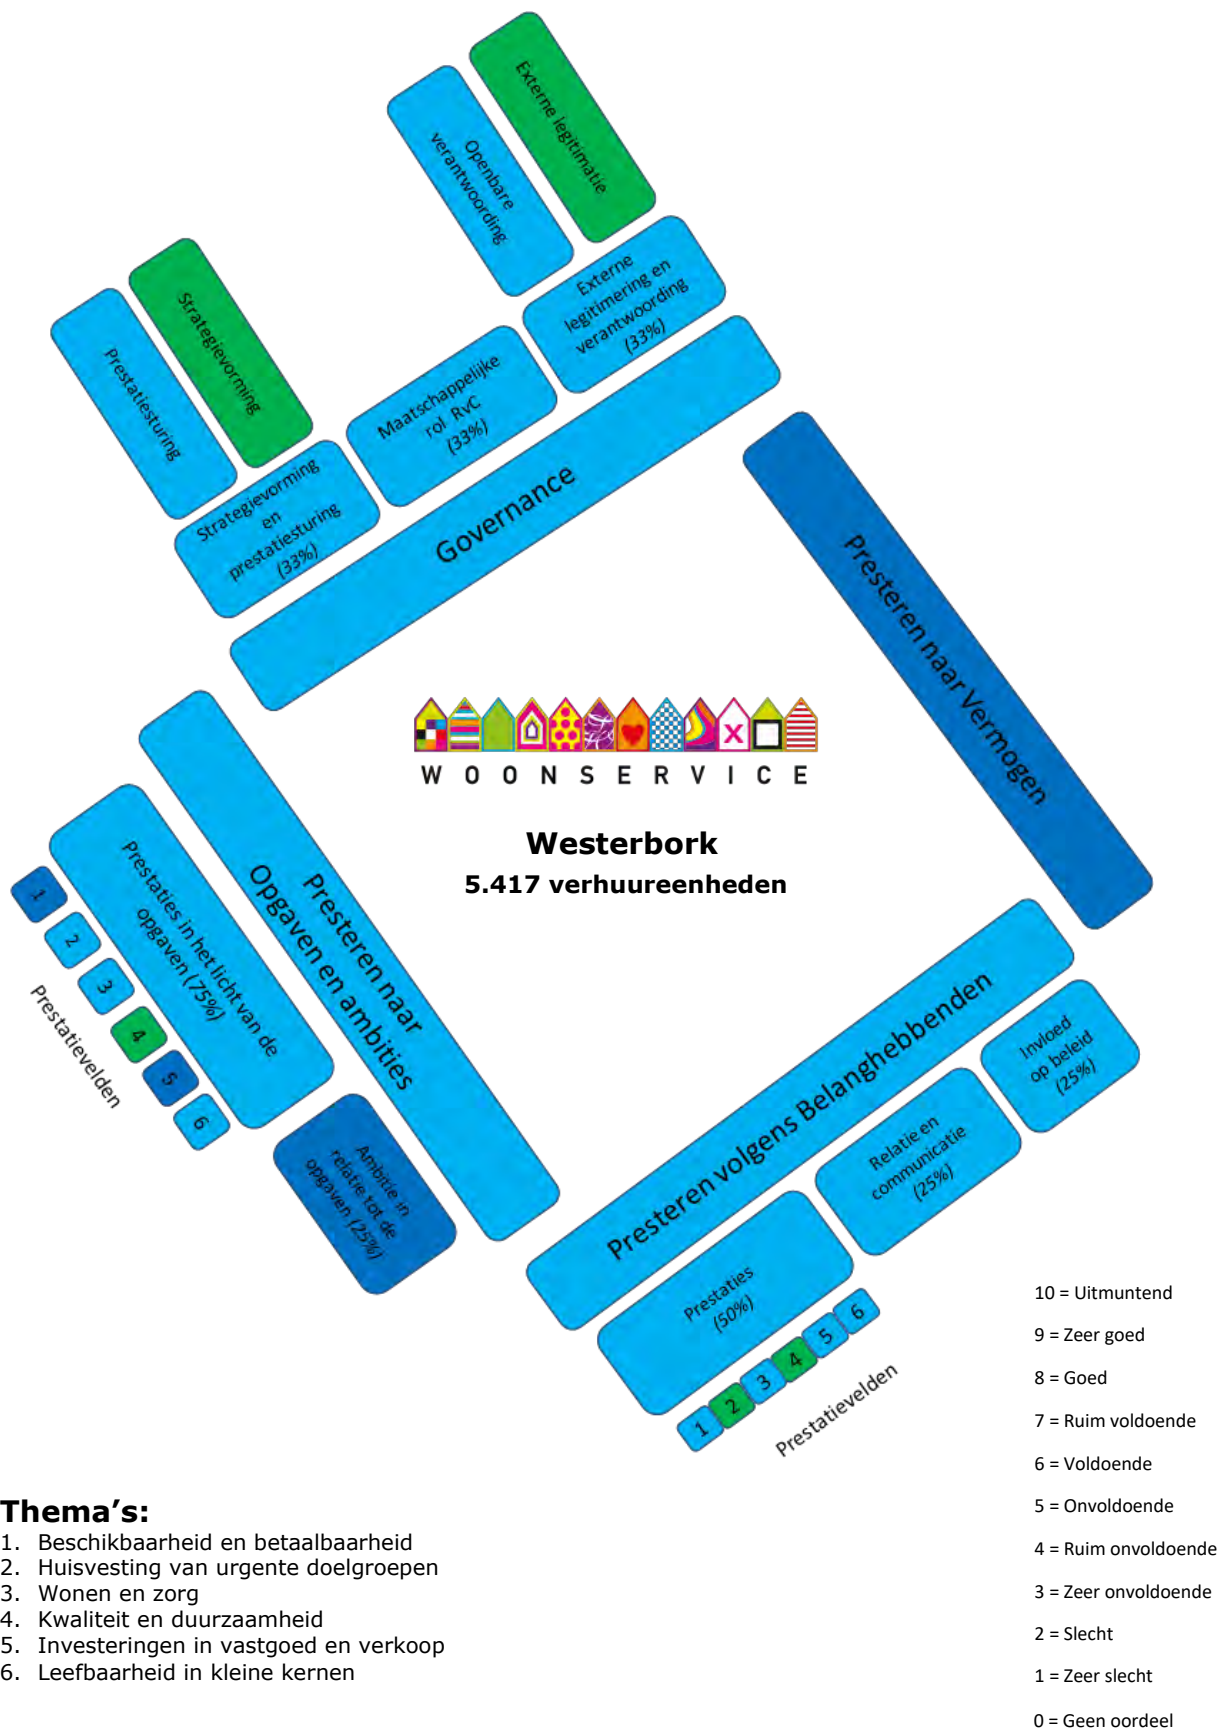 Externe legitimatie
Openbare
verantwoording
Externe
legitimering en
verantwoording
(33%)
Strategievorming
Prestatiesturing
Maatschappelijke
rol RvC
(33%)
Strategievorming
en
prestatiesturing
(33%)
Governance
Presteren naar Vermogen
WOONSERVICE
Westerbork
5.417 verhuureenheden
Presteren naar
Opgaven en ambities
Prestaties in het licht van de
opgaven (75%)
1
2
3
4
5
6
Prestatievelden
Ambitie in
relatie tot de
opgaven (25%)
Presteren volgens Belanghebbenden
Invloed
op beleid
(25%)
Relatie en
communicatie
(25%)
Prestaties
(50%)
1
2
3
4
5
6
Prestatievelden
10 = Uitmuntend
9 = Zeer goed
8 = Goed
7 = Ruim voldoende
6 = Voldoende
5 = Onvoldoende
4 = Ruim onvoldoende
3 = Zeer onvoldoende
2 = Slecht
1 = Zeer slecht
0 = Geen oordeel
Thema's:
1. Beschikbaarheid en betaalbaarheid
2. Huisvesting van urgente doelgroepen
3. Wonen en zorg
4. Kwaliteit en duurzaamheid
5. Investeringen in vastgoed en verkoop
6. Leefbaarheid in kleine kernen